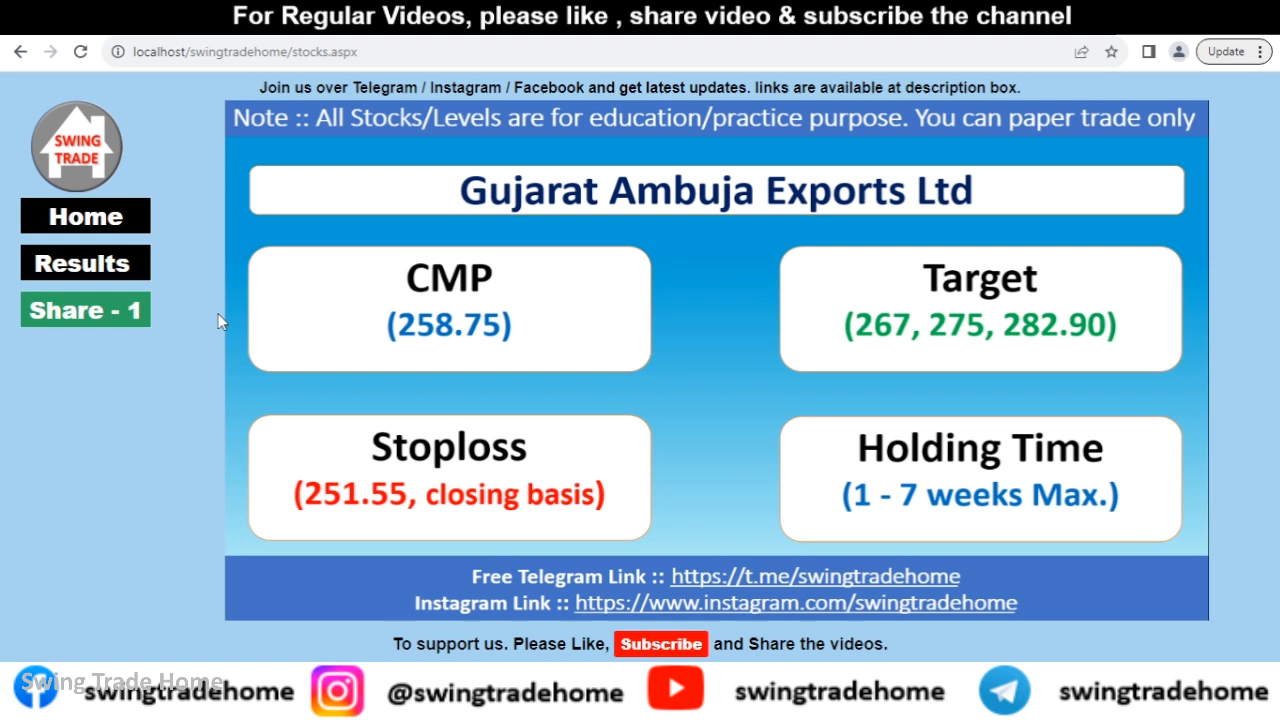 For Regular Videos, please like , share video & subscribe the channel
localhost/swingtradehome/stocks.aspx
Update
Join us over Telegram / Instagram / Facebook and get latest updates. links are available at description box.
SWING
TRADE
Note :: All Stocks/Levels are for education/practice purpose. You can paper trade only
Gujarat Ambuja Exports Ltd
Home
Results
Share - 1
CMP
(258.75)
Target
(267, 275, 282.90)
Stoploss
(251.55, closing basis)
Holding Time
(1 - 7 weeks Max.)
Free Telegram Link :: https://t.me/swingtradehome
Instagram Link :: https://www.instagram.com/swingtradehome
To support us. Please Like, Subscribe and Share the videos.
Swing Trade Home
swingtradehome
@swingtradehome
swingtradehome
swingtradehome